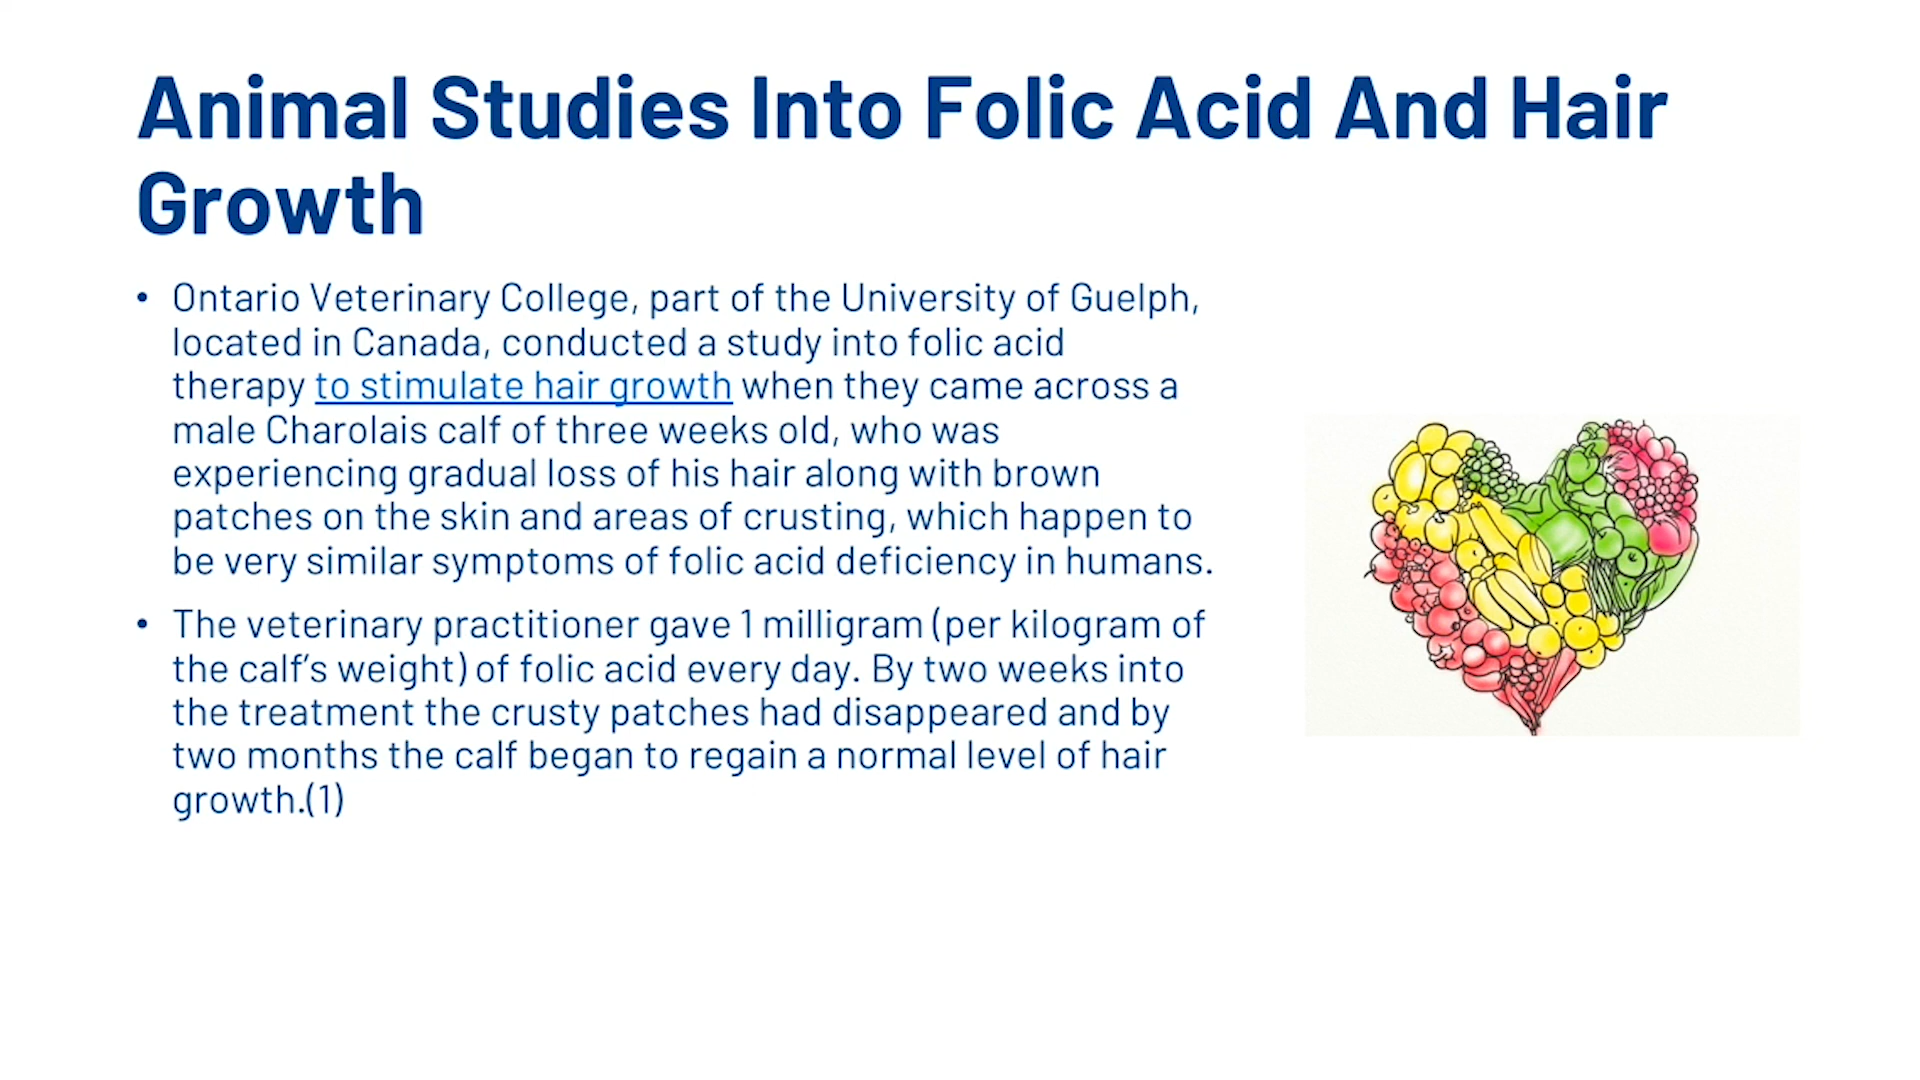 Animal Studies Into Folic Acid And Hair
Growth
• Ontario Veterinary College, part of the University of Guelph,
located in Canada, conducted a study into folic acid
therapy to stimulate hair growth when they came across a
male Charolais calf of three weeks old, who was
experiencing gradual loss of his hair along with brown
patches on the skin and areas of crusting, which happen to
be very similar symptoms of folic acid deficiency in humans.
• The veterinary practitioner gave 1 milligram (per kilogram of
the calf’s weight) of folic acid every day. By two weeks into
the treatment the crusty patches had disappeared and by
two months the calf began to regain a normal level of hair
growth.(1)